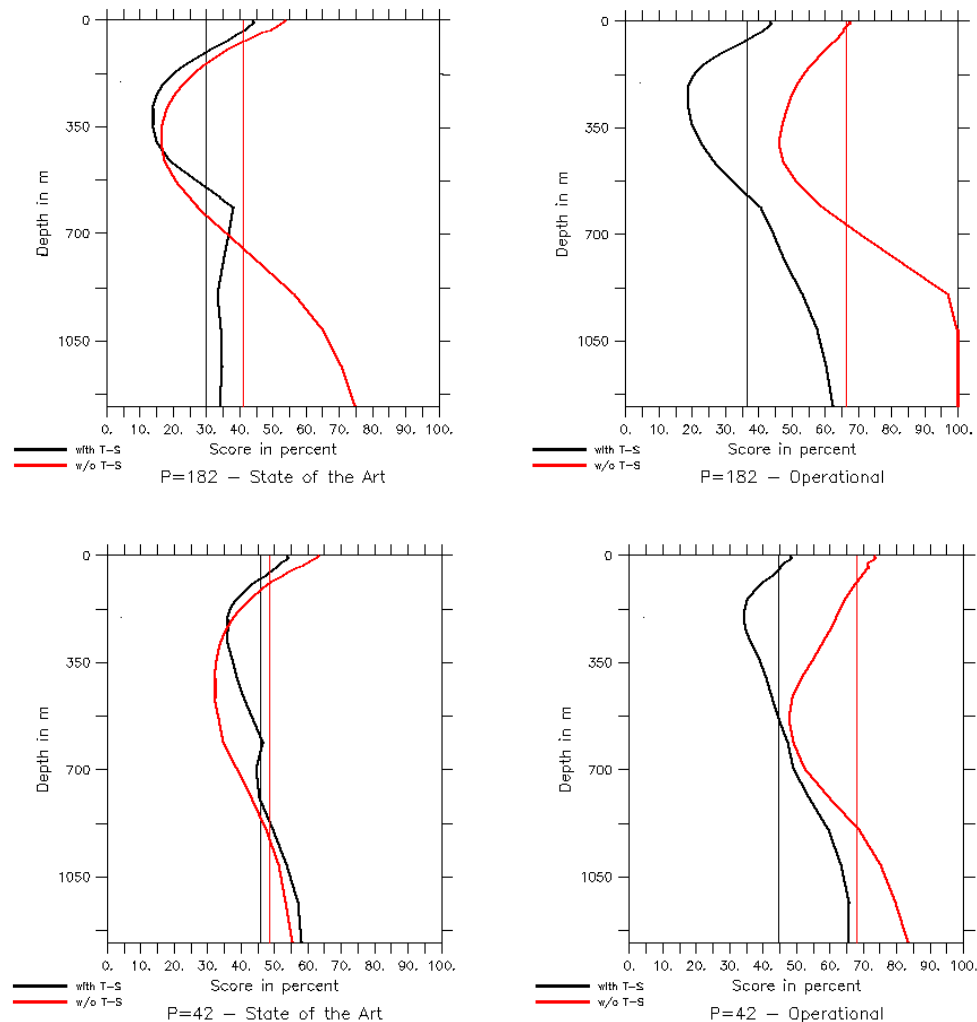 0
350
700
1050
Depth in m
0. 10. 20. 30. 40. 50. 60. 70. 80. 90. 100.
Score in percent
with T-S
w/o T-S
P=182 - State of the Art
0
350
700
1050
Depth in m
0. 10. 20. 30. 40. 50. 60. 70. 80. 90. 100.
Score in percent
with T-S
w/o T-S
P=182 - Operational
0
350
700
1050
Depth in m
0. 10. 20. 30. 40. 50. 60. 70. 80. 90. 100.
Score in percent
with T-S
w/o T-S
P=42 - State of the Art
0
350
700
1050
Depth in m
0. 10. 20. 30. 40. 50. 60. 70. 80. 90. 100.
Score in percent
with T-S
w/o T-S
P=42 - Operational